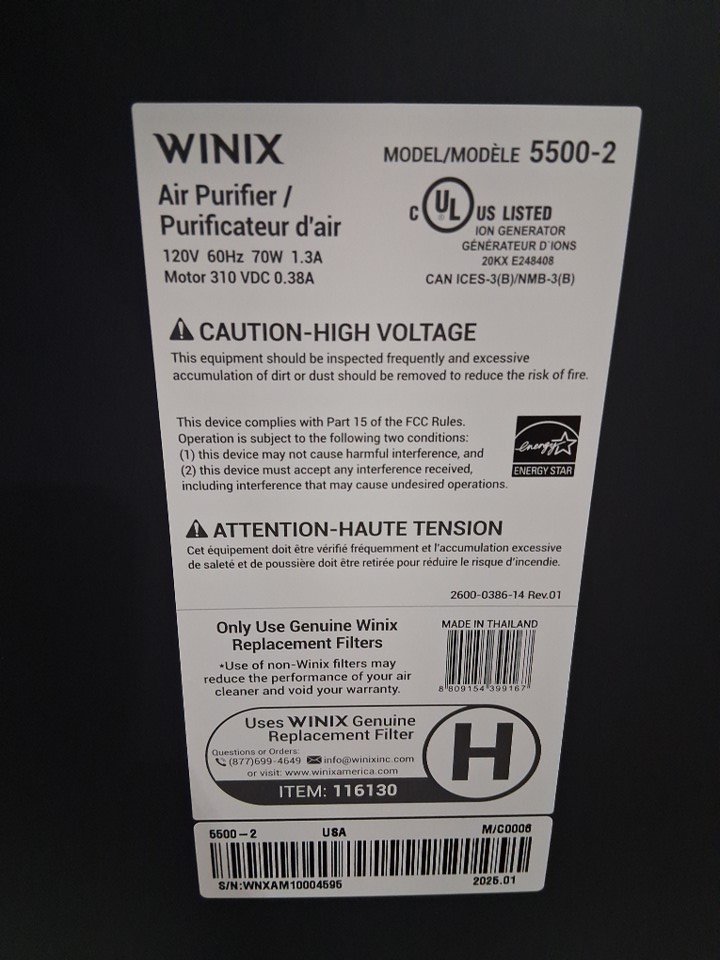 WINIX
MODEL/MODÈLE 5500-2
Air Purifier /
Purificateur d'air
120V 60Hz 70W 1.3A
Motor 310 VDC 0.38A
C UL ® US LISTED
ION GENERATOR
GÉNÉRATEUR D'IONS
20KX E248408
CAN ICES-3(B)/NMB-3(B)
CAUTION-HIGH VOLTAGE
This equipment should be inspected frequently and excessive
accumulation of dirt or dust should be removed to reduce the risk of fire.
This device complies with Part 15 of the FCC Rules.
Operation is subject to the following two conditions:
(1) this device may not cause harmful interference, and
(2) this device must accept any interference received,
including interference that may cause undesired operations.
energy
ENERGY STAR
ATTENTION-HAUTE TENSION
Cet équipement doit être vérifié fréquemment et l'accumulation excessive
de saleté et de poussière doit être retirée pour réduire le risque d'incendie.
2600-0386-14 Rev.01
Only Use Genuine Winix
Replacement Filters
*Use of non-Winix filters may
reduce the performance of your air
cleaner and void your warranty.
MADE IN THAILAND
8 809154 399167
Uses WINIX Genuine
Replacement Filter
Questions or Orders:
(877)699-4649 info@winixinc.com
or visit: www.winixamerica.com
ITEM: 116130
H
5500-2 USA M/C0006
S/N:WNXAM10004595 2025.01